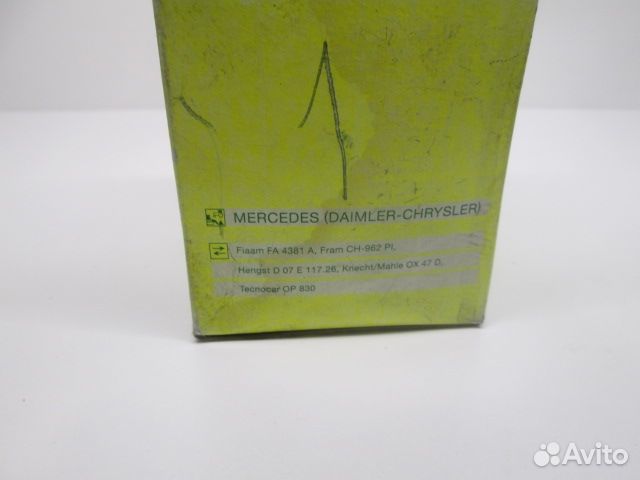 MERCEDES (DAIMLER-CHRYSLER)
Fiaam FA 4381 A, Fram CH-962 PL,
Hengst D 07 E 117.26, Knecht/Mahle OX 47 D,
Tecnocar OP 830
Avito